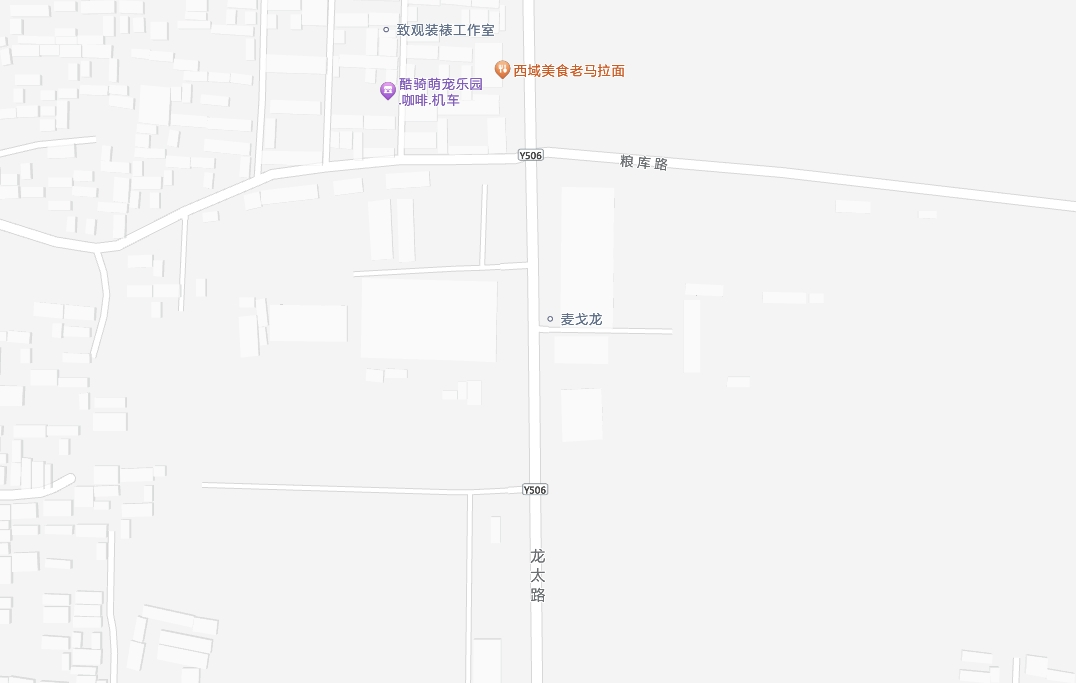 致观装裱工作室
西域美食老马拉面
酷骑萌宠乐园
.咖啡.机车
Y506
粮库路
麦戈龙
Y506
龙太路